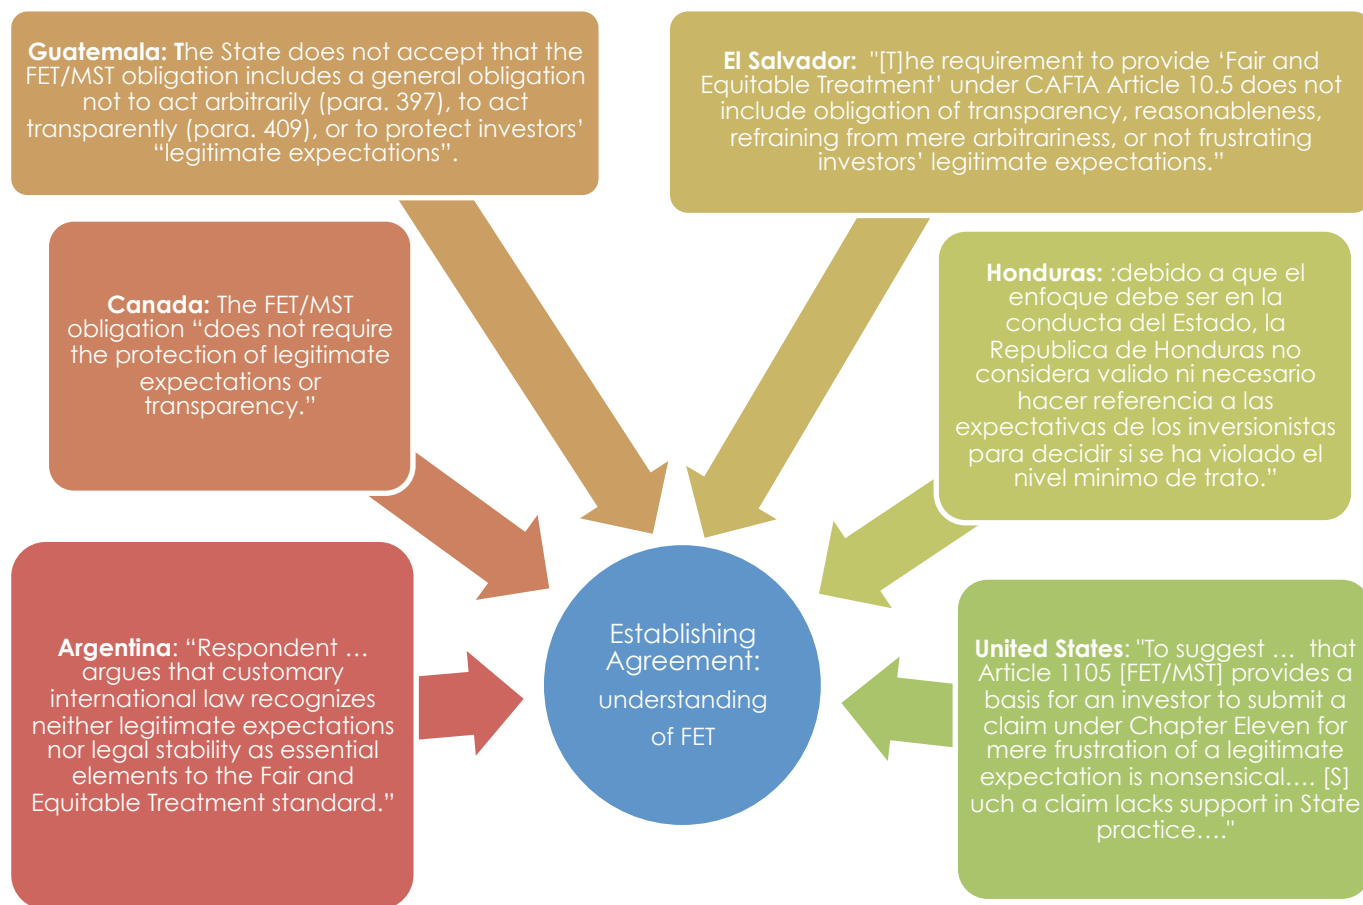 Guatemala: The State does not accept that the
FET/MST obligation includes a general obligation
not to act arbitrarily (para. 397), to act
transparently (para. 409), or to protect investors’
“legitimate expectations”.
El Salvador: "[T]he requirement to provide ‘Fair and
Equitable Treatment’ under CAFTA Article 10.5 does not
include obligation of transparency, reasonableness,
refraining from mere arbitrariness, or not frustrating
investors’ legitimate expectations.”
Canada: The FET/MST
obligation “does not require
the protection of legitimate
expectations or
transparency.”
Honduras: :debido a que el
enfoque debe ser en la
conducta del Estado, la
Republica de Honduras no
considera valido ni necesario
hacer referencia a las
expectativas de los inversionistas
para decidir si se ha violado el
nivel minimo de trato.”
Argentina: “Respondent …
argues that customary
international law recognizes
neither legitimate expectations
nor legal stability as essential
elements to the Fair and
Equitable Treatment standard.”
Establishing
Agreement:
understanding
of FET
United States: "To suggest … that
Article 1105 [FET/MST] provides a
basis for an investor to submit a
claim under Chapter Eleven for
mere frustration of a legitimate
expectation is nonsensical.… [S]
uch a claim lacks support in State
practice…."